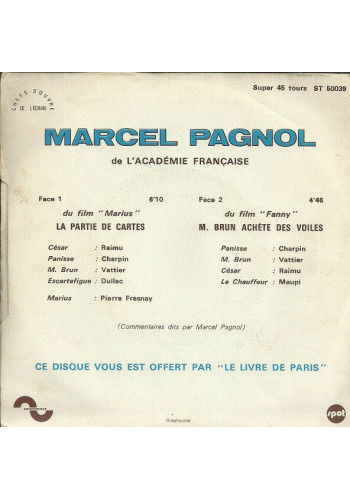 CHEFS-D'OUVRE
DE L'ECRAN
Super 45 tours ST 50039
MARCEL PAGNOL
de L'ACADÉMIE FRANÇAISE
Face 1 6'10
du film "Marius"
LA PARTIE DE CARTES
César : Raimu
Panisse : Charpin
M. Brun : Vattier
Escartefigue : Dullac
Marius : Pierre Fresnay
Face 2 4'46
du film "Fanny"
M. BRUN ACHÈTE DES VOILES
Panisse : Charpin
M. Brun : Vattier
César : Raimu
Le Chauffeur : Maupi
(Commentaires dits par Marcel Pagnol)
CE DISQUE VOUS EST OFFERT PAR "LE LIVRE DE PARIS"
spot